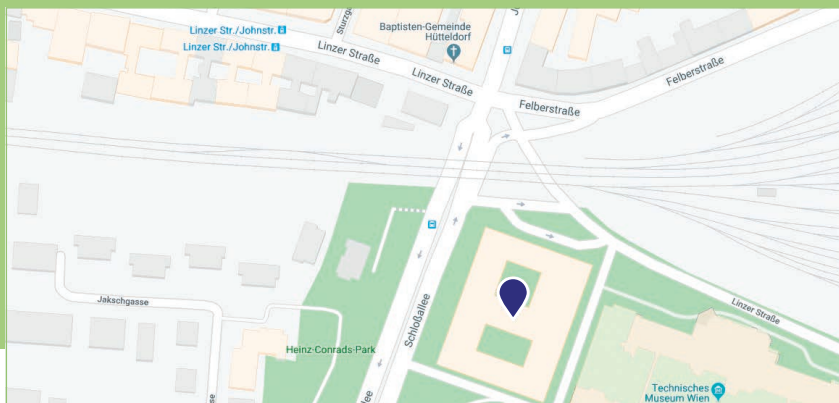 Linzer Str./Johnstr.
Linzer Str./Johnstr.
Linzer Straße
Baptisten-Gemeinde
Hütteldorf
Linzer Straße
Felberstraße
Felberstraße
Jakschgasse
Heinz-Conrads-Park
Schloßallee
Linzer Straße
Technisches
Museum Wien